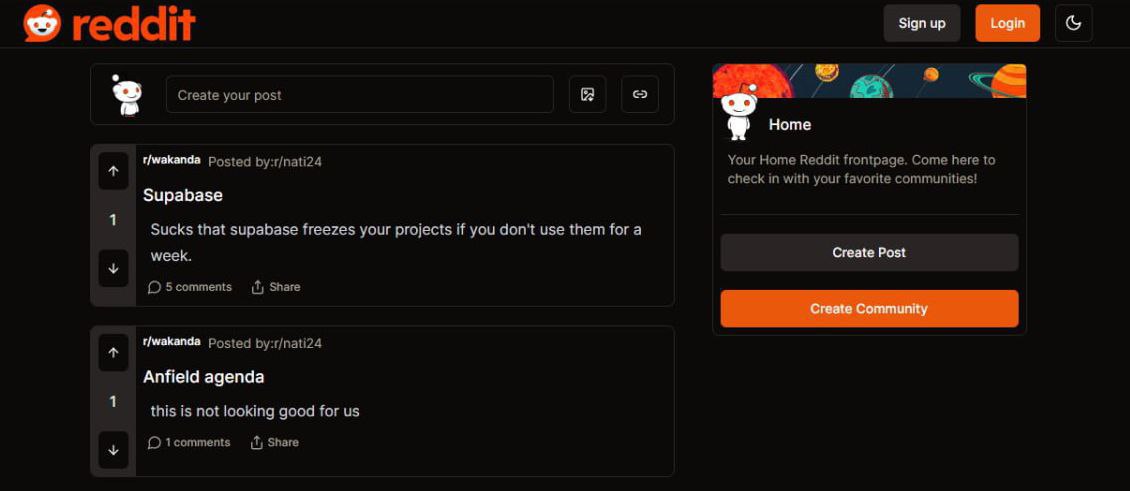 reddit
Sign up
Login
Create your post
r/wakanda Posted by:r/nati24
Supabase
1
Sucks that supabase freezes your projects if you don't use them for a
week.
5 comments
Share
r/wakanda Posted by:r/nati24
Anfield agenda
1
this is not looking good for us
1 comments
Share
Home
Your Home Reddit frontpage. Come here to
check in with your favorite communities!
Create Post
Create Community